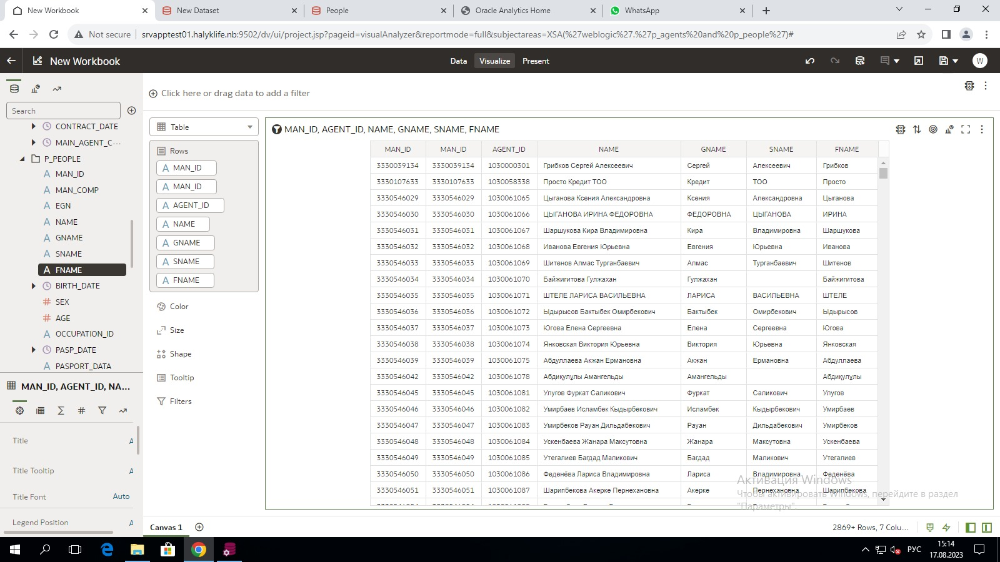 New Workbook
New Dataset
People
Oracle Analytics Home
WhatsApp
Not secure
srvapptest01.halyklife.nb:9502/dv/ui/project.jsp?pageid=visualAnalyzer&reportmode=full&subjectareas=XSA(%27weblogic%27.%27p_agents%20and%20p_people%27)#
New Workbook
Data Visualize Present
W
Click here or drag data to add a filter
Search
CONTRACT_DATE
MAIN_AGENT_C...
P_PEOPLE
MAN_ID
MAN_COMP
EGN
NAME
GNAME
SNAME
FNAME
BIRTH_DATE
SEX
AGE
OCCUPATION_ID
PASP_DATE
PASPORT_DATA
MAN_ID, AGENT_ID, NA...
Title
Title Tooltip
Title Font Auto
Legend Position
Table
Rows
MAN_ID
MAN_ID
AGENT_ID
NAME
GNAME
SNAME
FNAME
Color
Size
Shape
Tooltip
Filters
MAN_ID, AGENT_ID, NAME, GNAME, SNAME, FNAME
MAN_ID MAN_ID AGENT_ID NAME GNAME SNAME FNAME
3330039134 3330039134 1030000301 Грибков Сергей Алексеевич Сергей Алексеевич Грибков
3330107633 3330107633 1030058338 Просто Кредит ТОО Кредит ТОО Просто
3330546029 3330546029 1030061065 Цыганова Ксения Александровна Ксения Александровна Цыганова
3330546030 3330546030 1030061066 ЦЫГАНОВА ИРИНА ФЕДОРОВНА ФЕДОРОВНА ЦЫГАНОВА ИРИНА
3330546031 3330546031 1030061067 Шаршукова Кира Владимировна Кира Владимировна Шаршукова
3330546032 3330546032 1030061068 Иванова Евгения Юрьевна Евгения Юрьевна Иванова
3330546033 3330546033 1030061069 Шитенов Алмас Турганбаевич Алмас Турганбаевич Шитенов
3330546034 3330546034 1030061070 Байжигитова Гулжахан Гулжахан Байжигитова
3330546035 3330546035 1030061071 ШТЕЛЕ ЛАРИСА ВАСИЛЬЕВНА ЛАРИСА ВАСИЛЬЕВНА ШТЕЛЕ
3330546036 3330546036 1030061072 Ыдырысов Бактыбек Омирбекович Бактыбек Омирбекович Ыдырысов
3330546037 3330546037 1030061073 Югова Елена Сергеевна Елена Сергеевна Югова
3330546038 3330546038 1030061074 Янковская Виктория Юрьевна Виктория Юрьевна Янковская
3330546039 3330546039 1030061075 Абдуллаева Акжан Ермановна Акжан Ермановна Абдуллаева
3330546042 3330546042 1030061078 Абдиқулұлы Амангельды Амангельды Абдиқулұлы
3330546045 3330546045 1030061081 Улугов Фуркат Саликович Фуркат Саликович Улугов
3330546046 3330546046 1030061082 Умирбаев Исламбек Кыдырбекович Исламбек Кыдырбекович Умирбаев
3330546047 3330546047 1030061083 Умирбеков Рауан Дильдабекович Рауан Дильдабекович Умирбеков
3330546048 3330546048 1030061084 Ускенбаева Жанара Максутовна Жанара Максутовна Ускенбаева
3330546049 3330546049 1030061085 Утегалиев Багдад Маликович Багдад Маликович Утегалиев
3330546050 3330546050 1030061086 Феденёва Лариса Владимировна Лариса Владимировна Феденёва
3330546051 3330546051 1030061087 Шарипбекова Акерке Пернехановна Акерке Пернехановна Шарипбекова
Активация Windows
Чтобы активировать Windows, перейдите в раздел
"Параметры".
Canvas 1
2869+ Rows, 7 Colu...
РУС
15:14
17.08.2023